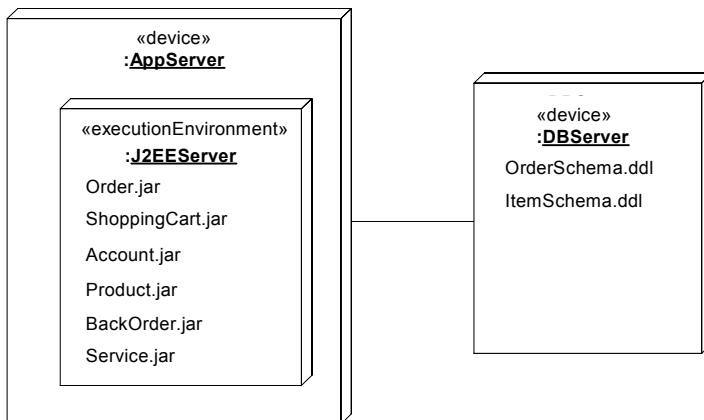 «device»
:AppServer
«executionEnvironment»
:J2EEServer
Order.jar
ShoppingCart.jar
Account.jar
Product.jar
BackOrder.jar
Service.jar
«device»
:DBServer
OrderSchema.ddl
ItemSchema.ddl